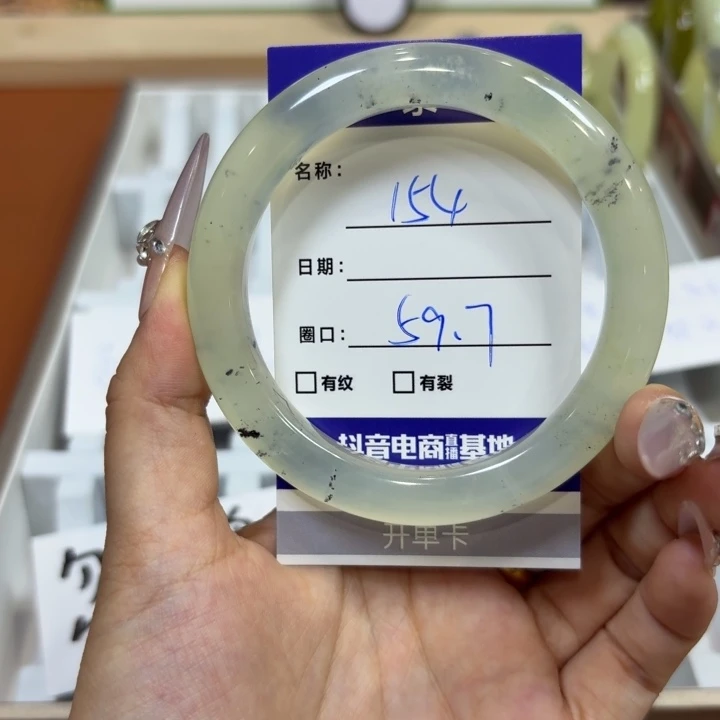 名称: 154
日期:
圈口: 59.7
有纹 有裂
抖音电商直播基地
开单卡